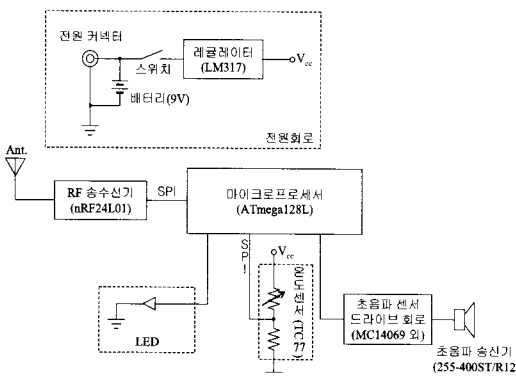 전원 커넥터
스위치
레귤레이터
(LM317)
Vcc
배터리(9V)
전원회로
Ant.
RF 송수신기
(nRF24L01)
SPI
마이크로프로세서
(ATmega128L)
SPI
Vcc
온도센서 (TC77)
LED
초음파 센서
드라이브 회로
(MC14069 외)
초음파 송신기
(255-400ST/R12